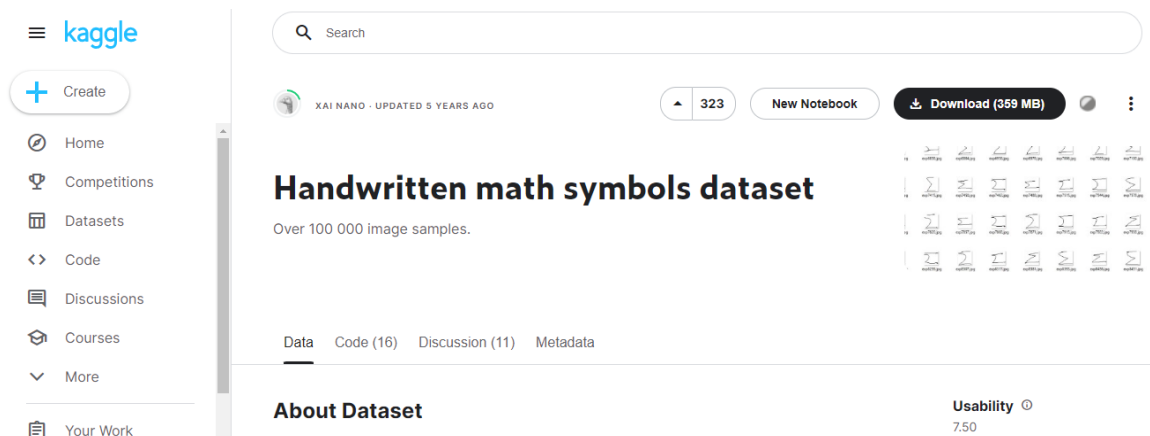 kaggle
Search
Create
XAI NANO · UPDATED 5 YEARS AGO
323
New Notebook
Download (359 MB)
Home
Competitions
Datasets
Code
Discussions
Courses
More
Your Work
Handwritten math symbols dataset
Over 100 000 image samples.
Data
Code (16)
Discussion (11)
Metadata
About Dataset
Usability
7.50